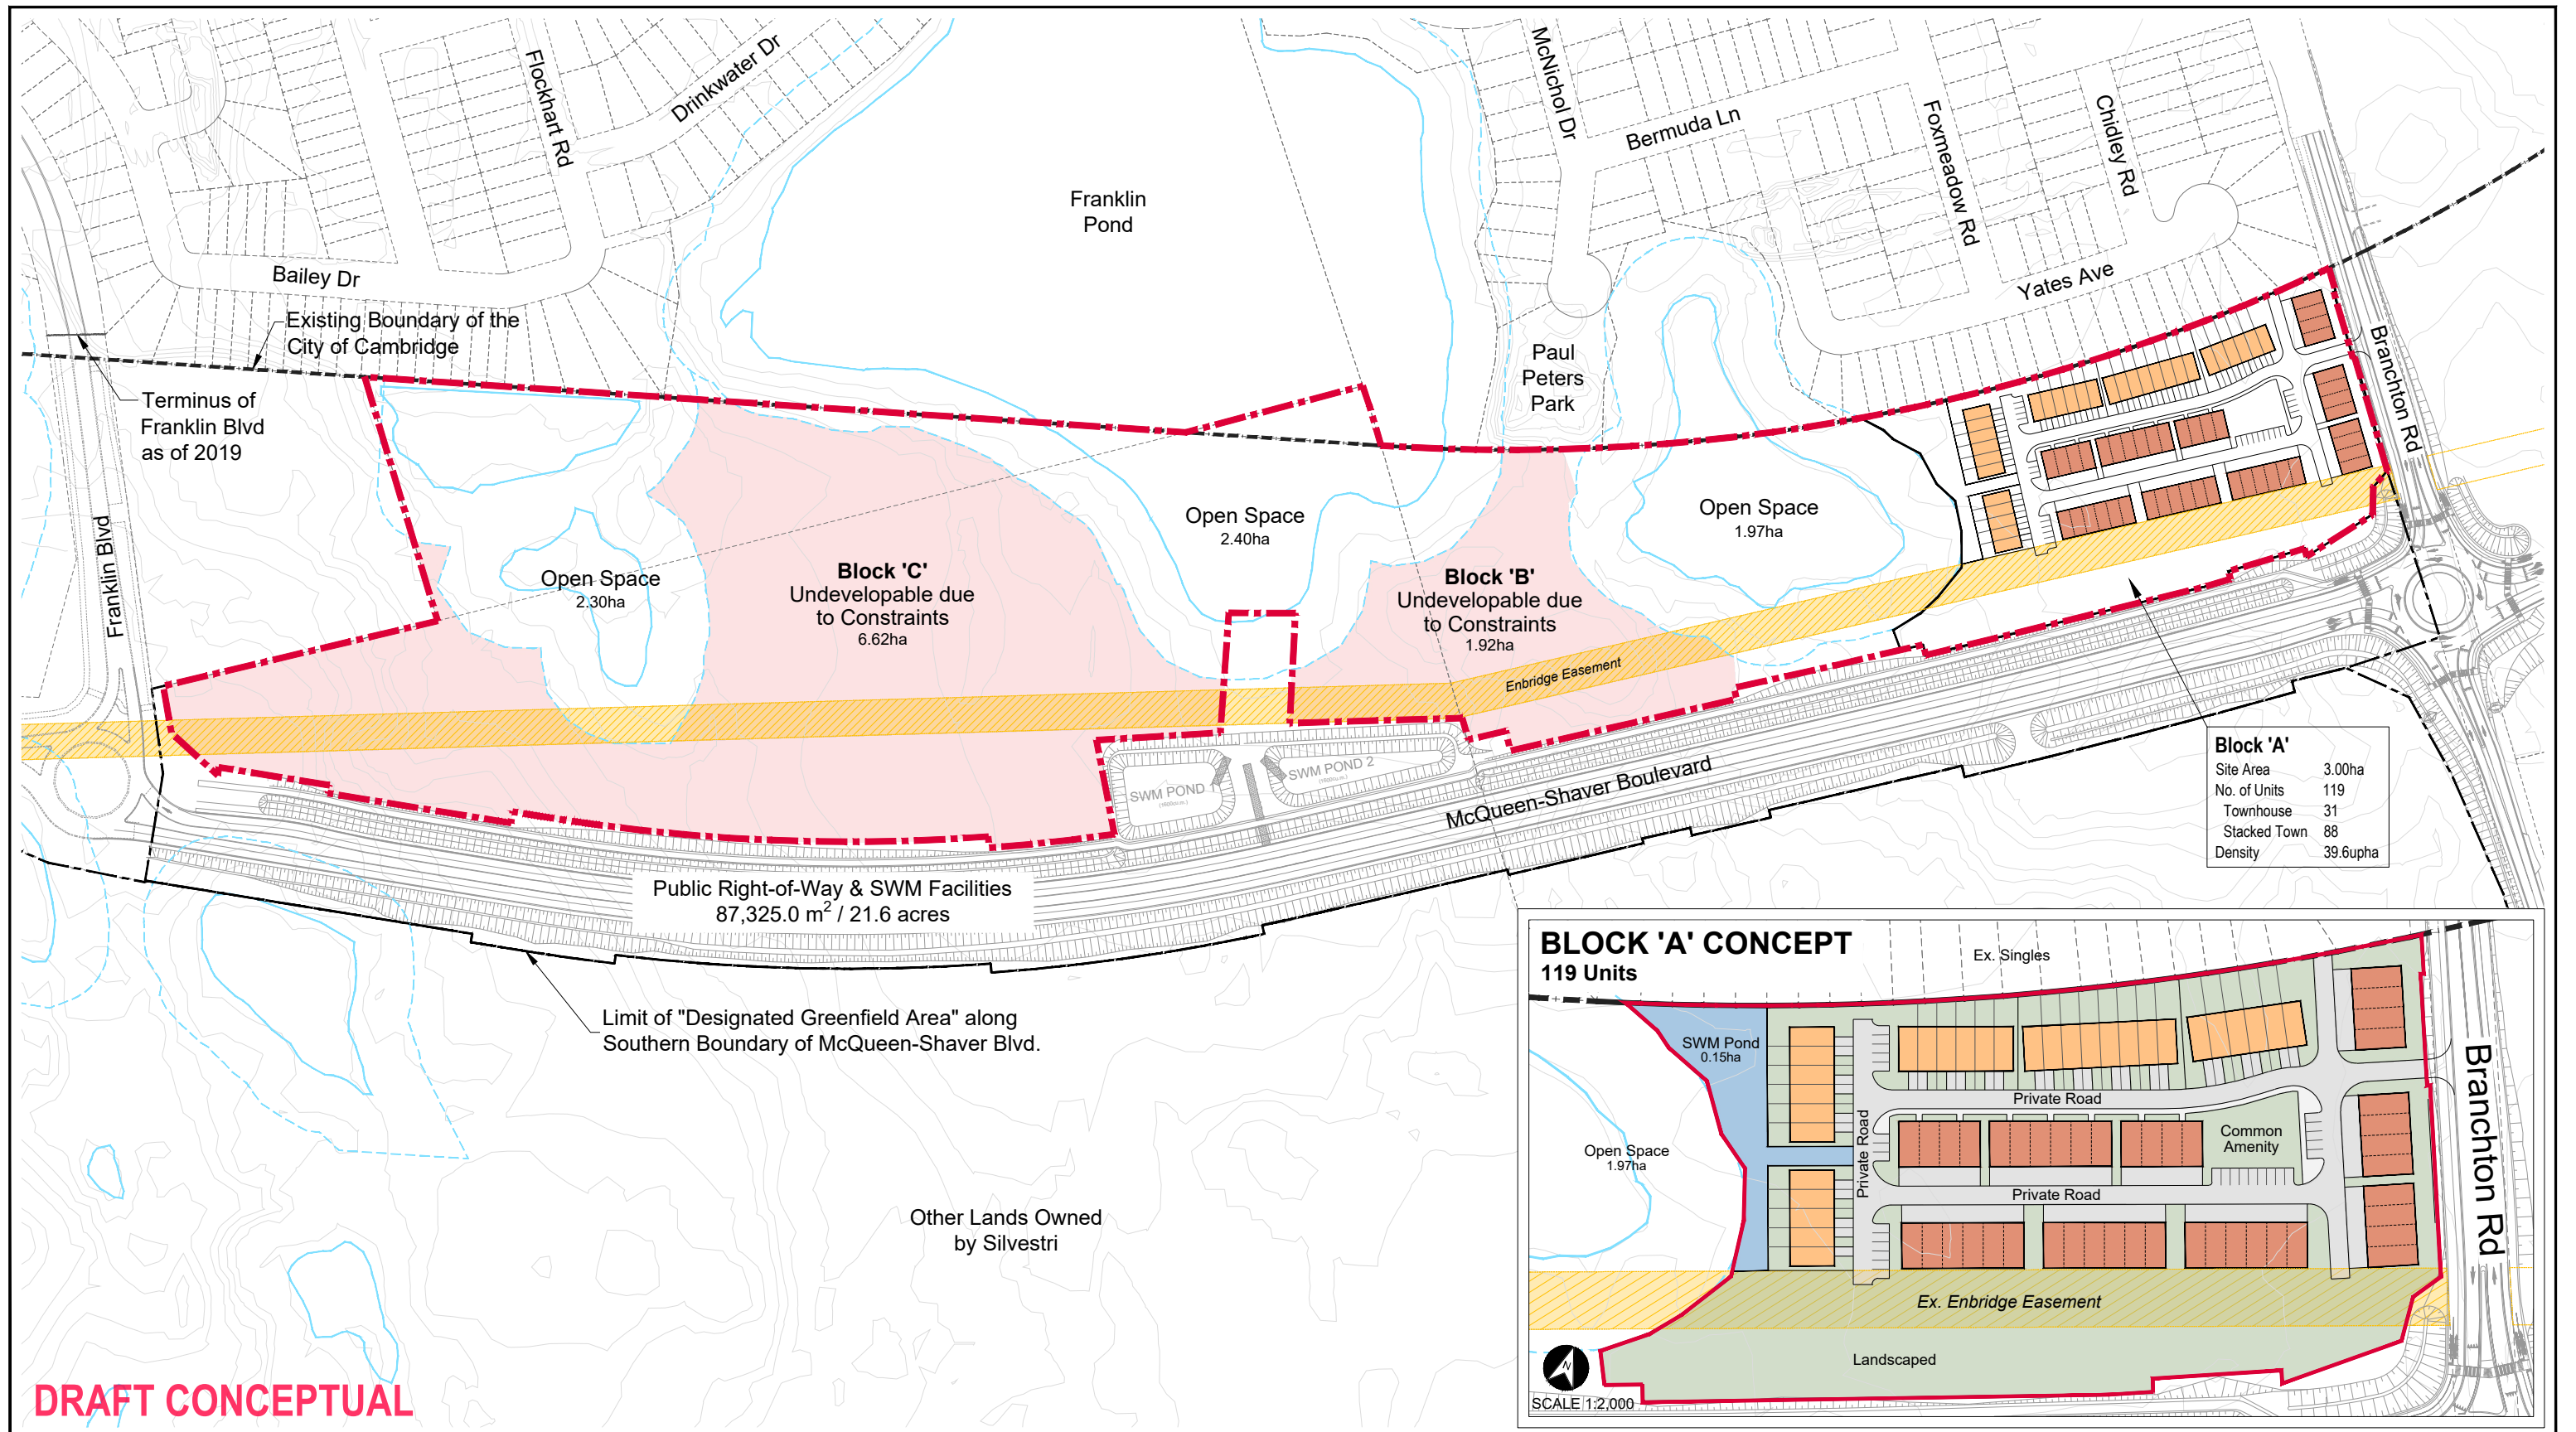 Flockhart Rd
Drinkwater Dr
McNichol Dr
Bermuda Ln
Foxmeadow Rd
Chidley Rd
Yates Ave
Branchton Rd
Franklin
Pond
Bailey Dr
Existing Boundary of the
City of Cambridge
Terminus of
Franklin Blvd
as of 2019
Franklin Blvd
Paul
Peters
Park
Open Space
2.30ha
Block 'C'
Undevelopable due
to Constraints
6.62ha
Open Space
2.40ha
Block 'B'
Undevelopable due
to Constraints
1.92ha
Open Space
1.97ha
Enbridge Easement
SWM POND 1
(1600cu.m.)
SWM POND 2
(1900cu.m.)
McQueen-Shaver Boulevard
Block 'A'
Site Area 3.00ha
No. of Units 119
Townhouse 31
Stacked Town 88
Density 39.6upha
Public Right-of-Way & SWM Facilities
87,325.0 m² / 21.6 acres
Limit of "Designated Greenfield Area" along
Southern Boundary of McQueen-Shaver Blvd.
Other Lands Owned
by Silvestri
DRAFT CONCEPTUAL
BLOCK 'A' CONCEPT
119 Units
Ex. Singles
SWM Pond
0.15ha
Open Space
1.97ha
Private Road
Private Road
Private Road
Common
Amenity
Branchton Rd
Ex. Enbridge Easement
Landscaped
N
SCALE 1:2,000